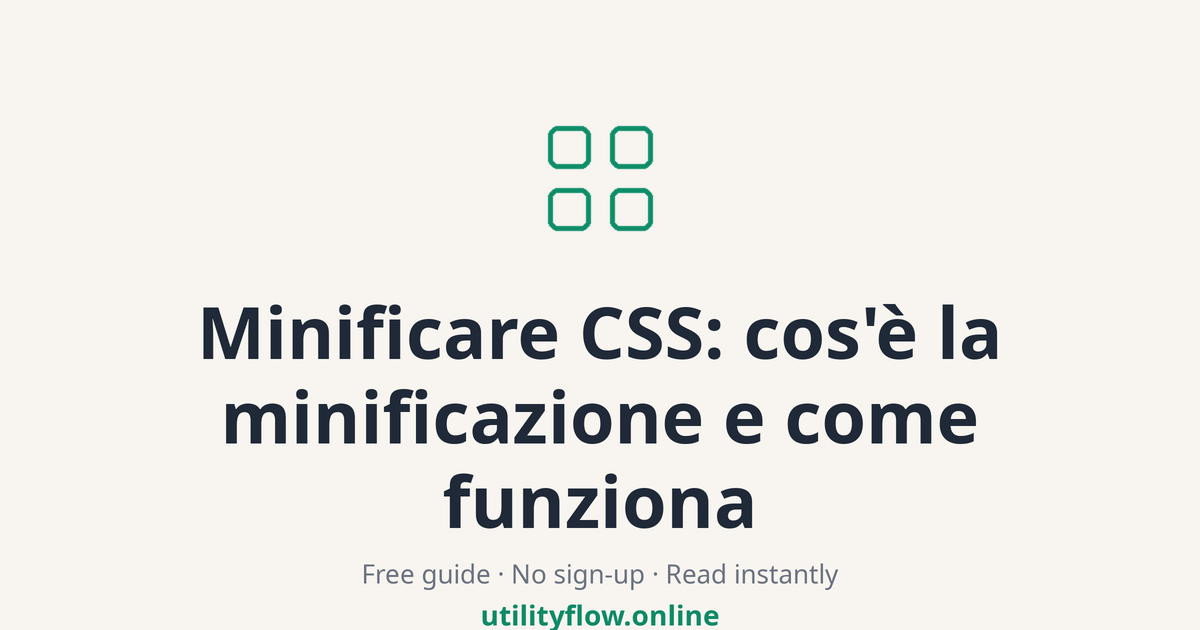 Minificare CSS: cos'è la
minificazione e come
funziona
Free guide · No sign-up · Read instantly
utilityflow.online